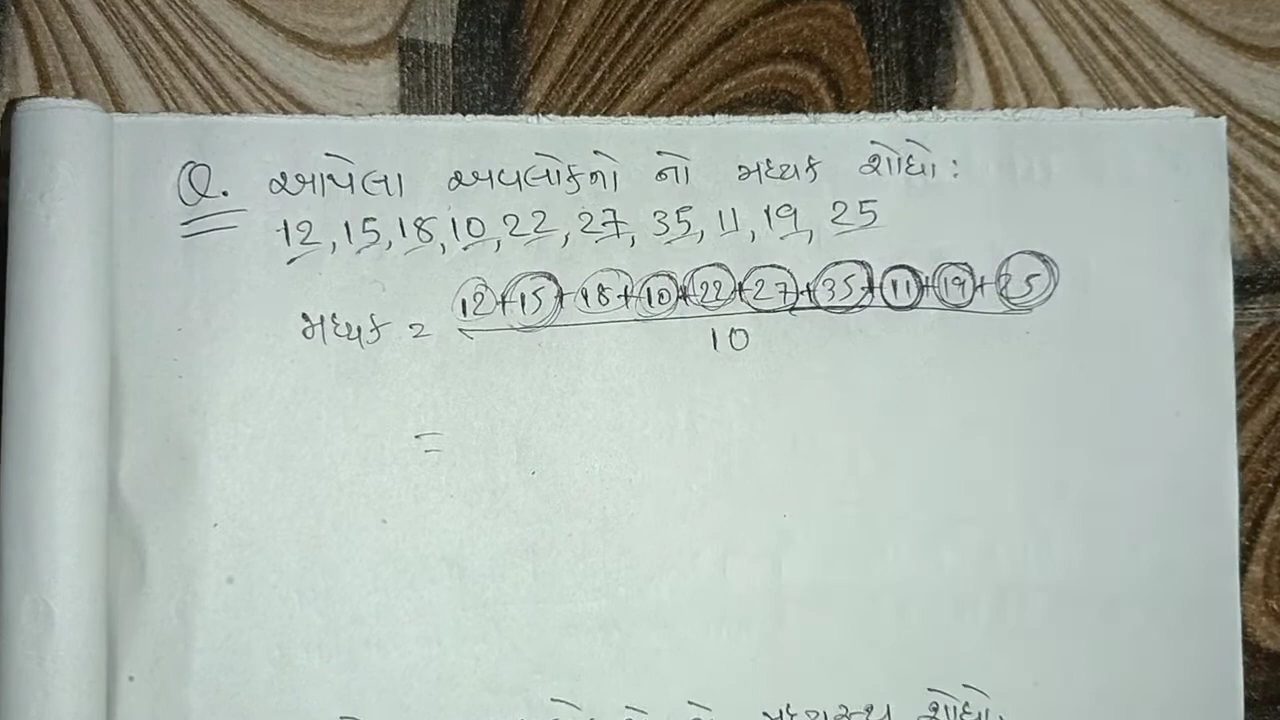 Q. આપેલા અવલોકનો નો મધ્યક શોધો :
12, 15, 18, 10, 22, 27, 35, 11, 19, 25
મધ્યક = 12+15+18+10+22+27+35+11+19+25
10
=
શોધો.